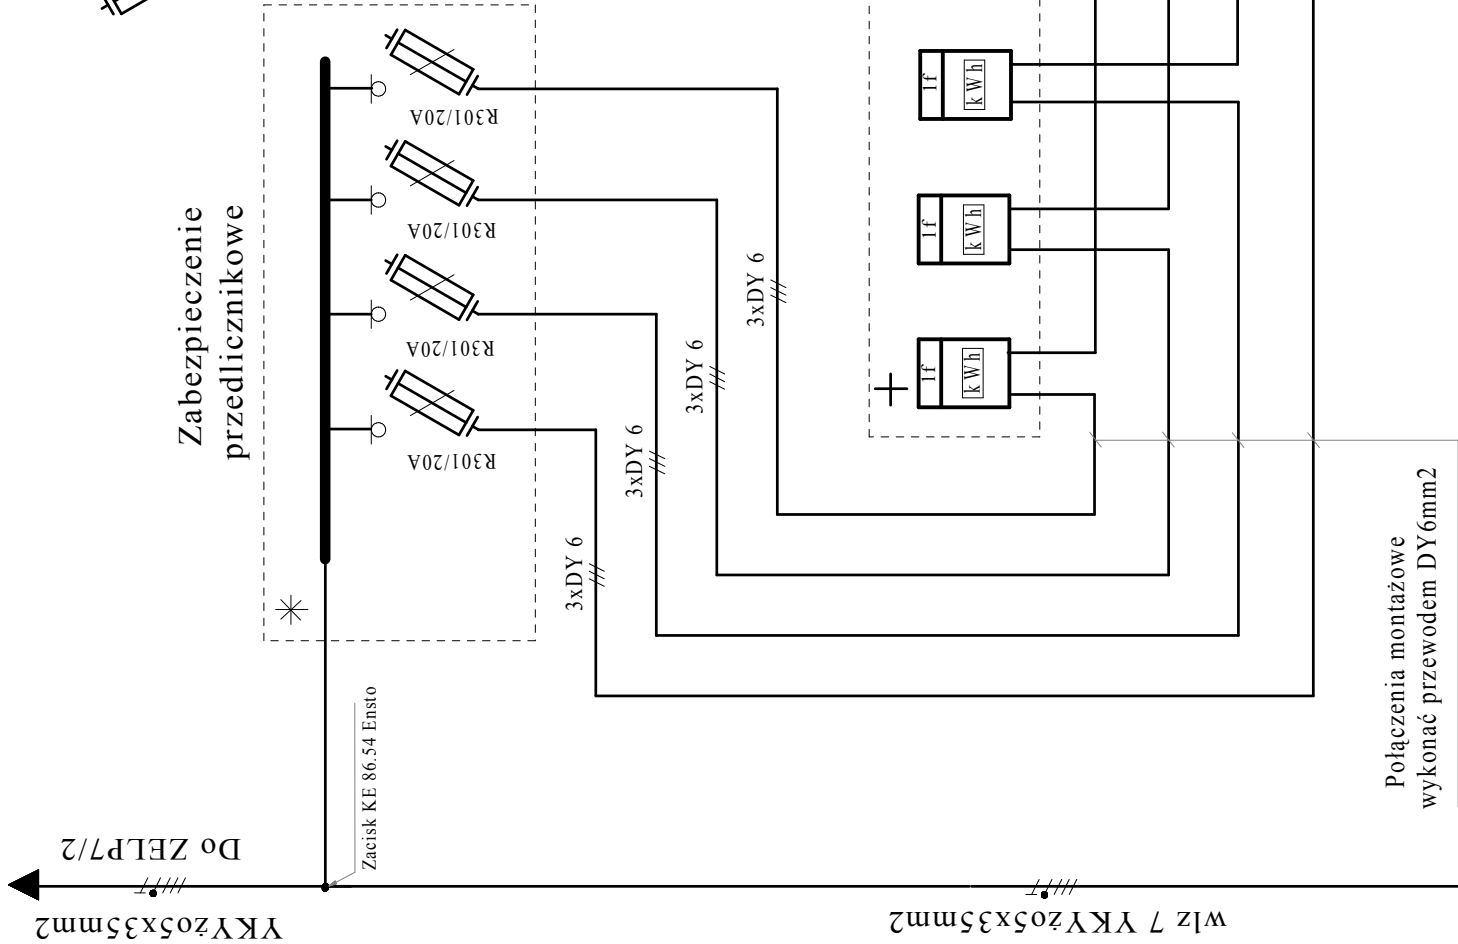 Zabezpieczenie
przedlicznikowe
R301/20A
R301/20A
R301/20A
R301/20A
3xDY 6
3xDY 6
3xDY 6
3xDY 6
1f
kWh
1f
kWh
1f
kWh
Zacisk KE 86.54 Ensto
Połączenia montażowe
wykonać przewodem DY6mm2
Do ZELP7/2
YKYżo5x35mm2
wlz 7 YKYżo5x35mm2